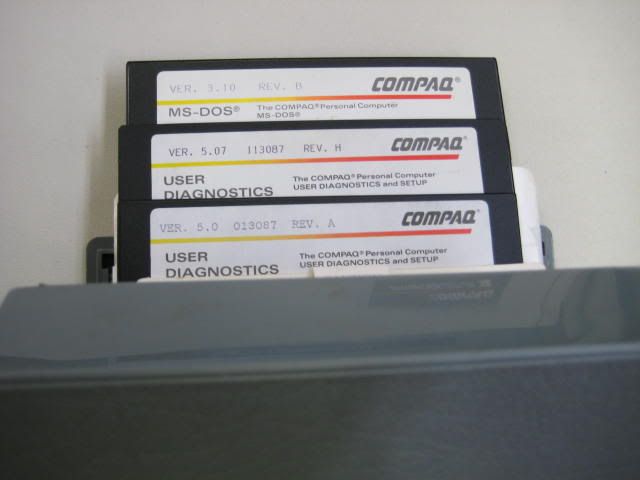 VER. 3.10 REV. B COMPAQ®
MS-DOS® The COMPAQ® Personal Computer
MS-DOS®
VER. 5.07 113087 REV. H COMPAQ®
USER The COMPAQ® Personal Computer
DIAGNOSTICS USER DIAGNOSTICS and SETUP
VER. 5.0 013087 REV. A COMPAQ®
USER The COMPAQ® Personal Computer
DIAGNOSTICS USER DIAGNOSTICS and SETUP